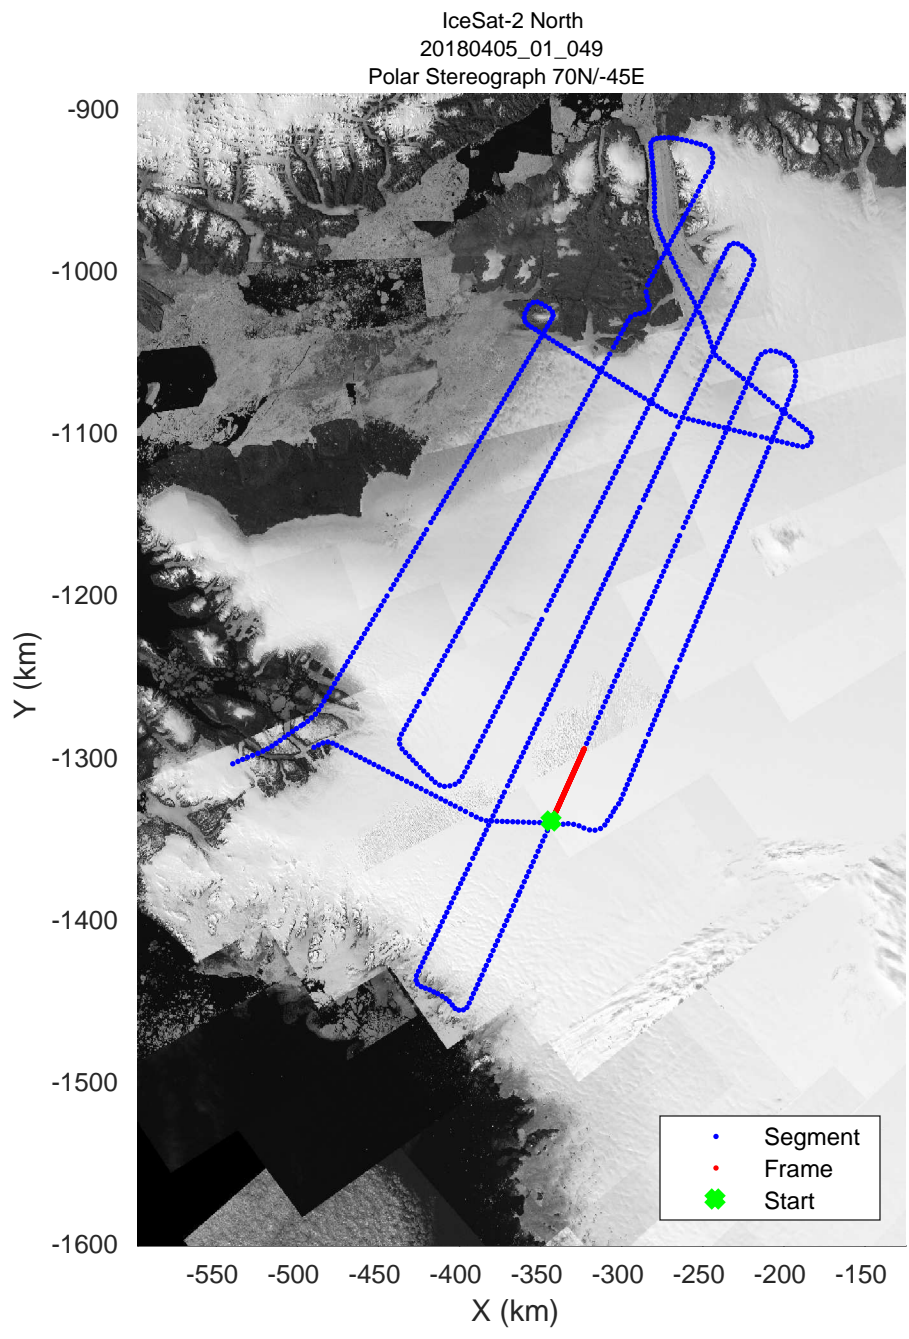 IceSat-2 North
20180405_01_049
Polar Stereograph 70N/-45E
-900
-1000
-1100
-1200
-1300
-1400
-1500
-1600
Y (km)
-550 -500 -450 -400 -350 -300 -250 -200 -150
X (km)
Segment
Frame
Start